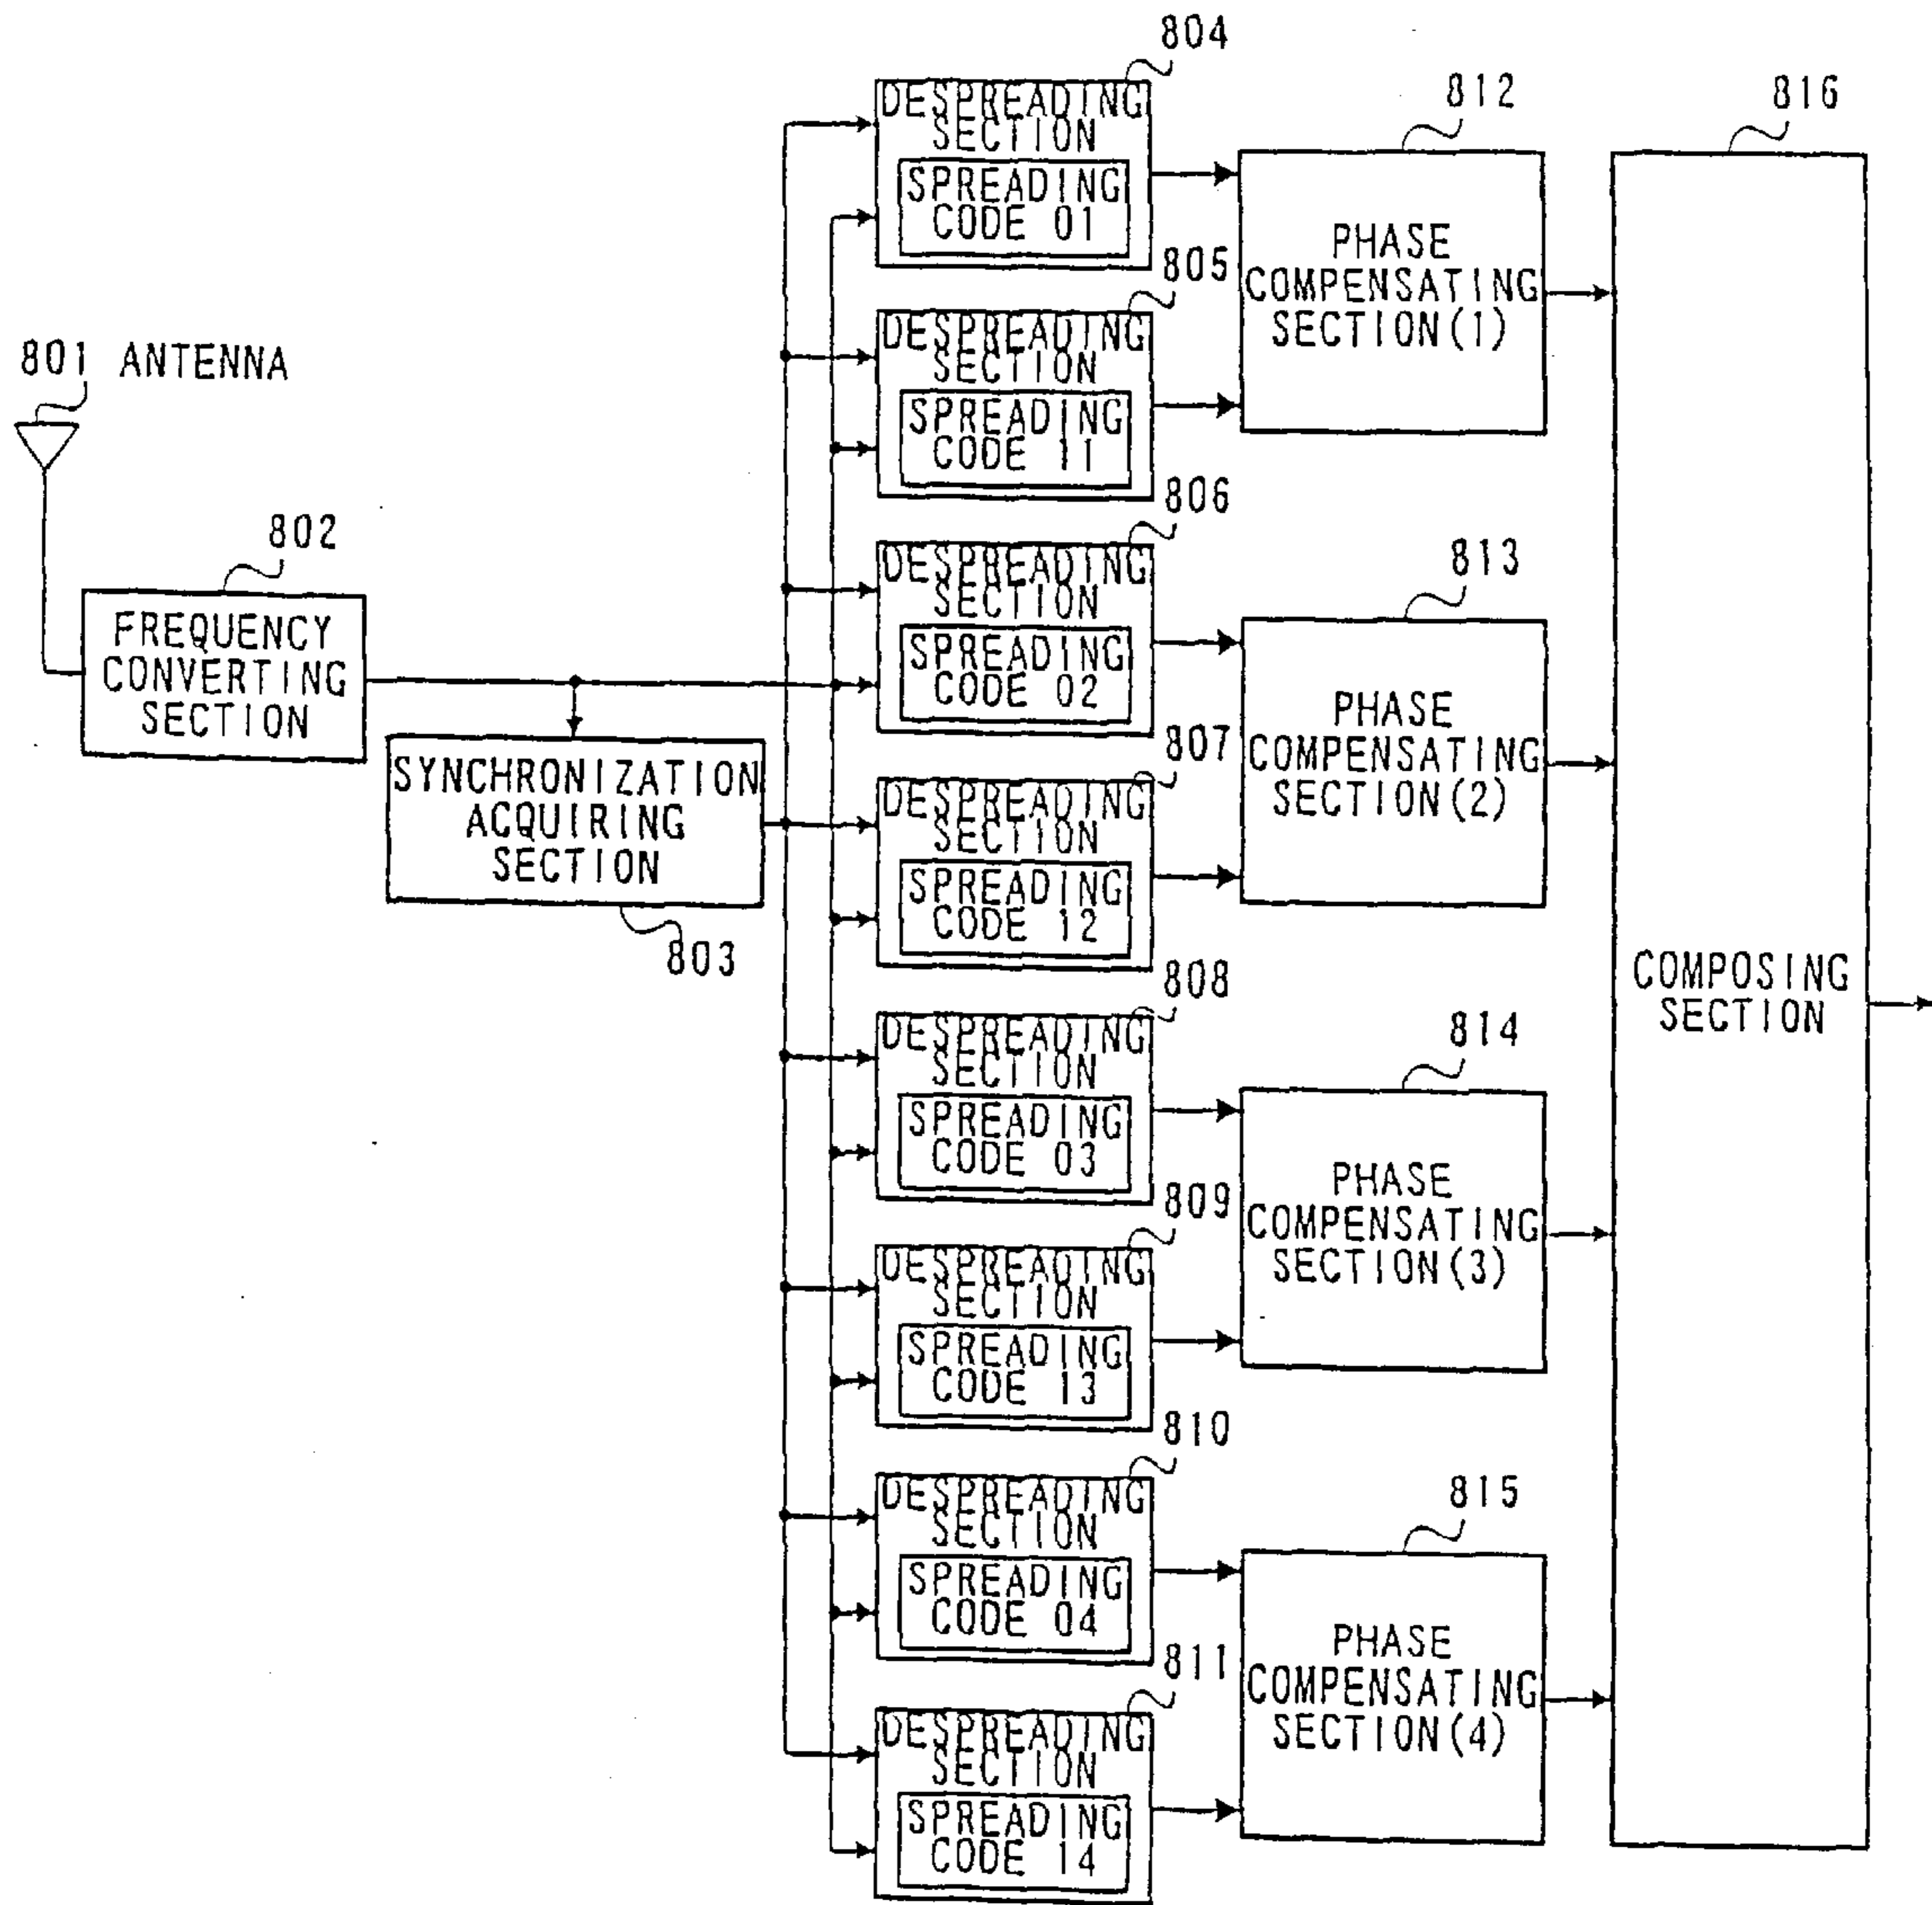 801 ANTENNA
802
FREQUENCY
CONVERTING
SECTION
SYNCHRONIZATION
ACQUIRING
SECTION
803
804
DESPREADING
SECTION
SPREADING
CODE 01
805
DESPREADING
SECTION
SPREADING
CODE 11
806
DESPREADING
SECTION
SPREADING
CODE 02
807
DESPREADING
SECTION
SPREADING
CODE 12
808
DESPREADING
SECTION
SPREADING
CODE 03
809
DESPREADING
SECTION
SPREADING
CODE 13
810
DESPREADING
SECTION
SPREADING
CODE 04
811
DESPREADING
SECTION
SPREADING
CODE 14
812
PHASE
COMPENSATING
SECTION(1)
813
PHASE
COMPENSATING
SECTION(2)
814
PHASE
COMPENSATING
SECTION(3)
815
PHASE
COMPENSATING
SECTION(4)
816
COMPOSING
SECTION